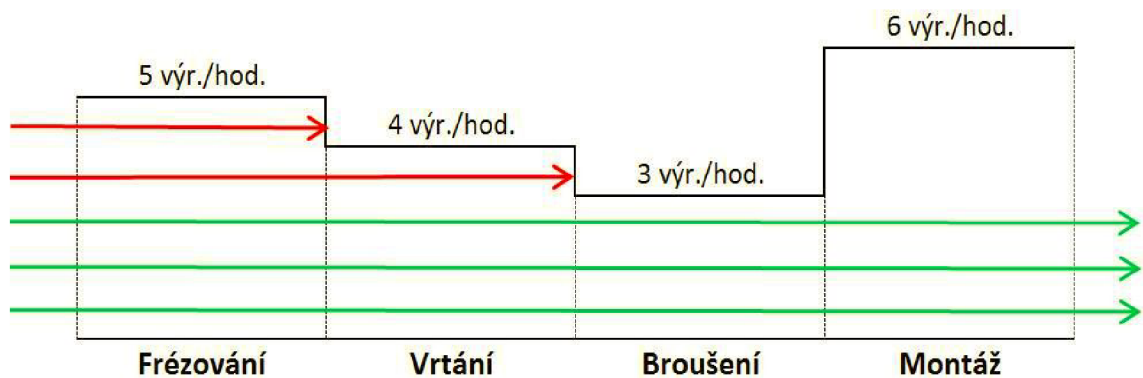 6 výr./hod.
5 výr./hod.
4 výr./hod.
3 výr./hod.
Frézování Vrtání Broušení Montáž